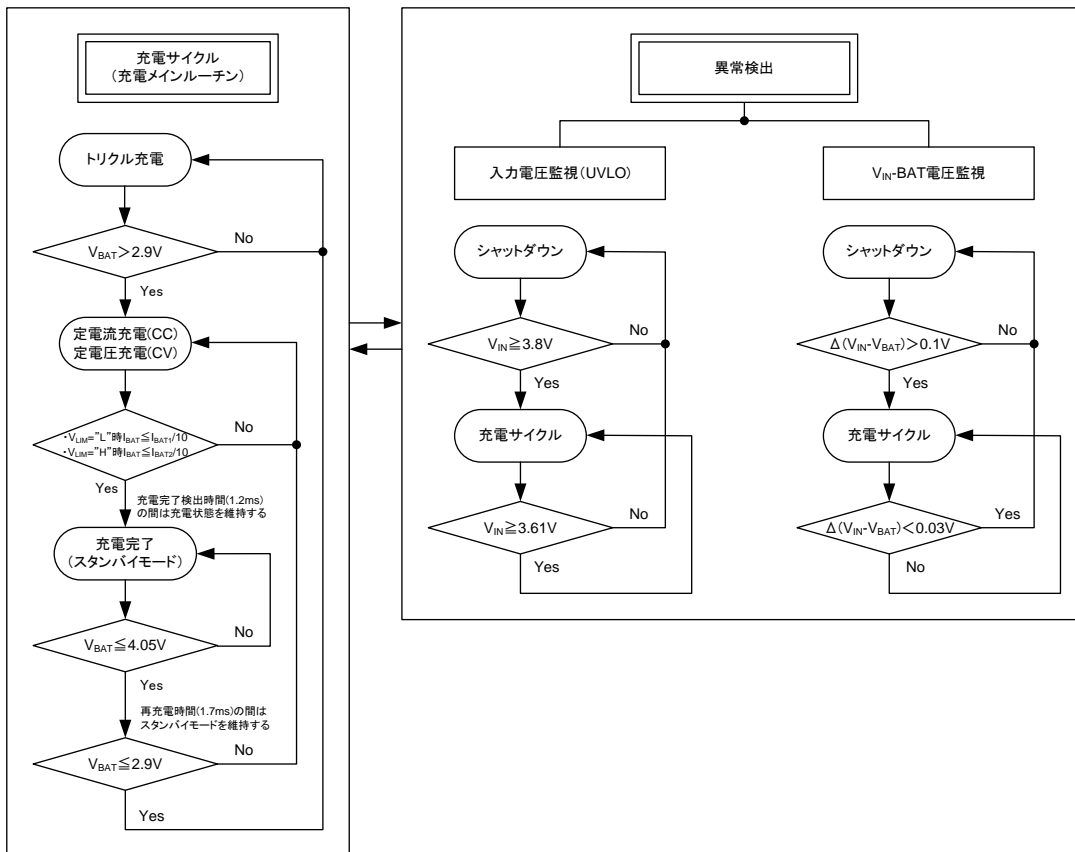 充電サイクル
(充電メインルーチン)
トリクル充電
VBAT>2.9V
No
Yes
定電流充電(CC)
定電圧充電(CV)
・VLIM="L"時IBAT≦IBAT1/10
・VLIM="H"時IBAT≦IBAT2/10
No
Yes
充電完了検出時間(1.2ms)
の間は充電状態を維持する
充電完了
(スタンバイモード)
VBAT≦4.05V
No
Yes
再充電時間(1.7ms)の間は
スタンバイモードを維持する
VBAT≦2.9V
No
Yes
異常検出
入力電圧監視(UVLO)
シャットダウン
VIN≧3.8V
No
Yes
充電サイクル
VIN≧3.61V
No
Yes
VIN-BAT電圧監視
シャットダウン
Δ(VIN-VBAT)>0.1V
No
Yes
充電サイクル
Δ(VIN-VBAT)<0.03V
Yes
No